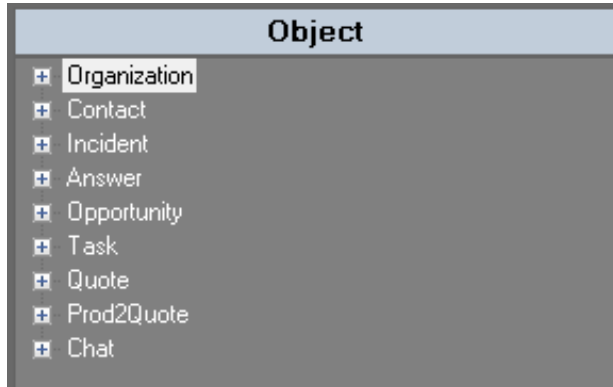 Object
Organization
Contact
Incident
Answer
Opportunity
Task
Quote
Prod2Quote
Chat